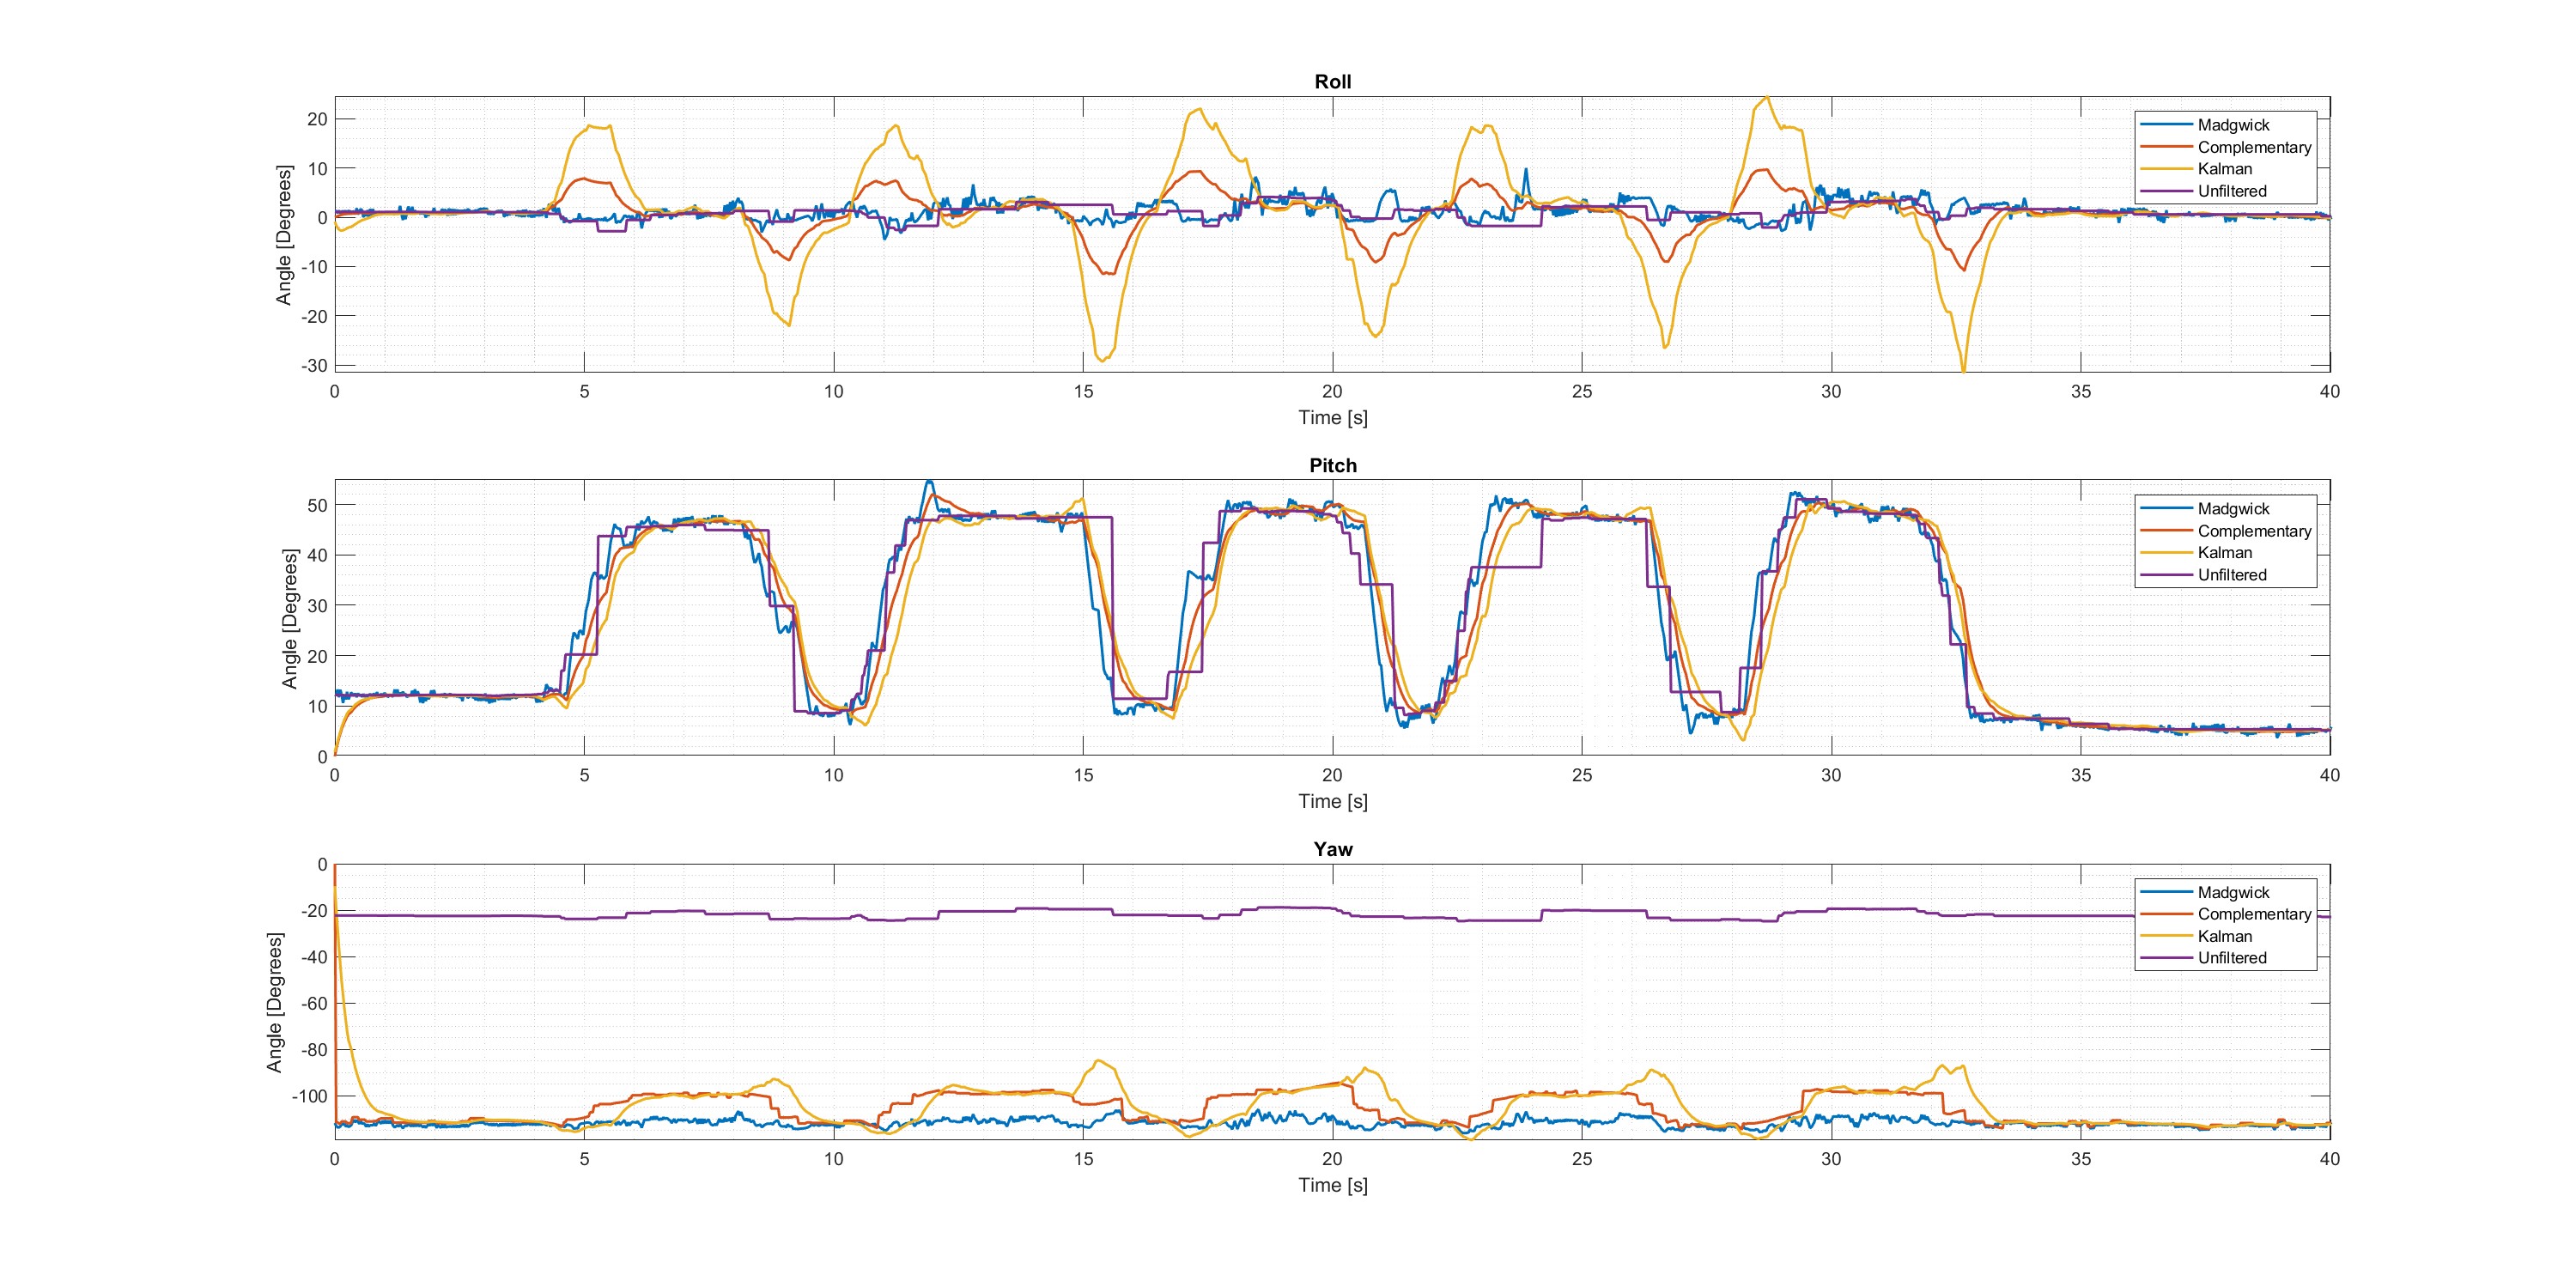 Roll
Angle [Degrees]
20
10
0
-10
-20
-30
0 5 10 15 20 25 30 35 40
Time [s]
Madgwick
Complementary
Kalman
Unfiltered
Pitch
Angle [Degrees]
50
40
30
20
10
0
0 5 10 15 20 25 30 35 40
Time [s]
Madgwick
Complementary
Kalman
Unfiltered
Yaw
Angle [Degrees]
0
-20
-40
-60
-80
-100
0 5 10 15 20 25 30 35 40
Time [s]
Madgwick
Complementary
Kalman
Unfiltered